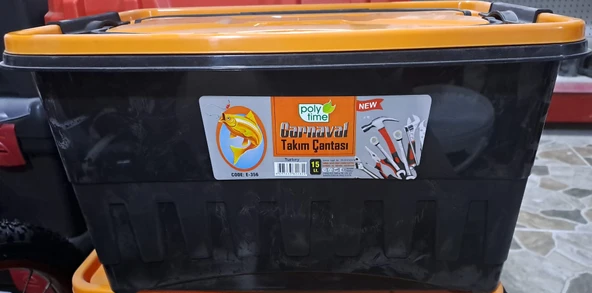 poly
time
NEW
Carnaval
Takım Çantası
CODE: E-556
15
Lt.